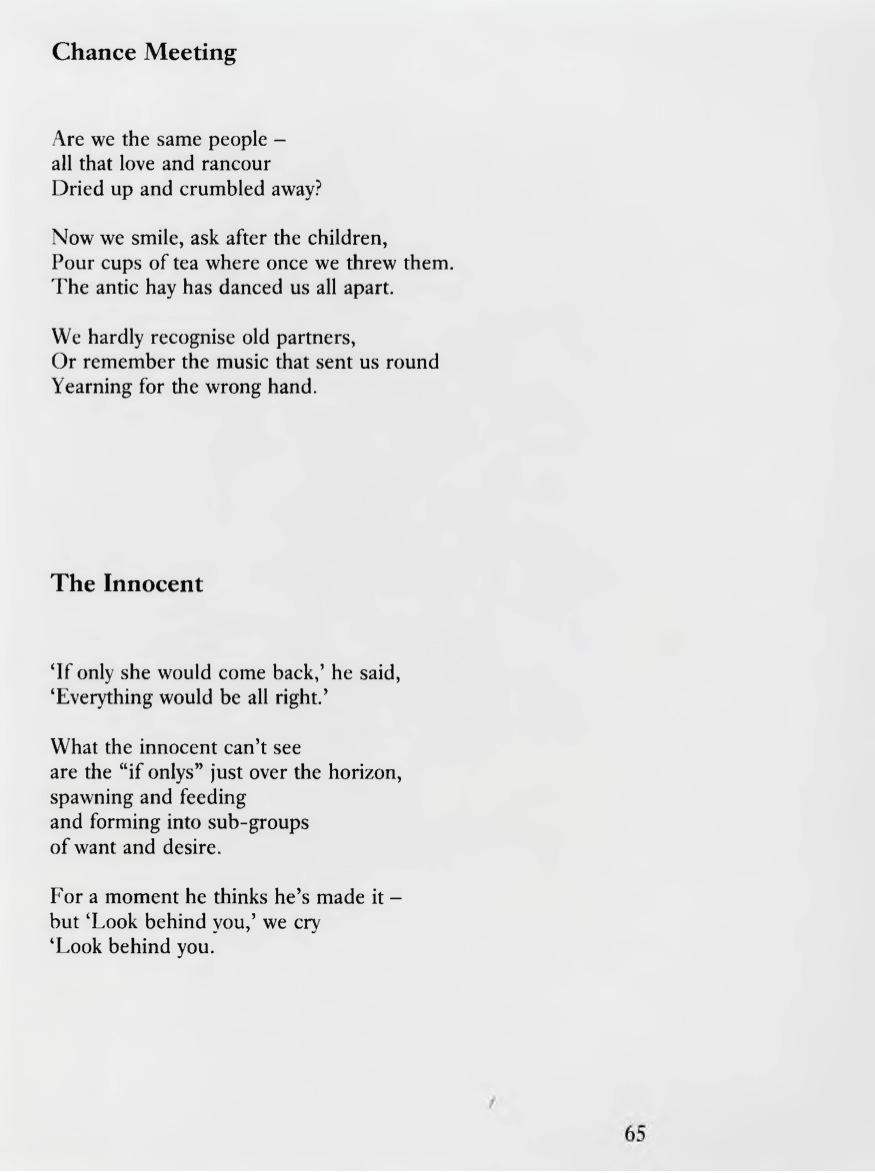 Chance Meeting
Are we the same people –
all that love and rancour
Dried up and crumbled away?
Now we smile, ask after the children,
Pour cups of tea where once we threw them.
The antic hay has danced us all apart.
We hardly recognise old partners,
Or remember the music that sent us round
Yearning for the wrong hand.
The Innocent
‘If only she would come back,’ he said,
‘Everything would be all right.’
What the innocent can’t see
are the “if onlys” just over the horizon,
spawning and feeding
and forming into sub-groups
of want and desire.
For a moment he thinks he’s made it –
but ‘Look behind you,’ we cry
‘Look behind you.
65